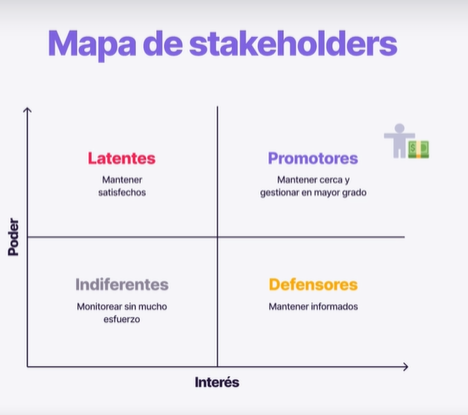 Mapa de stakeholders
Latentes
Mantener
satisfechos
Promotores
Mantener cerca y
gestionar en mayor grado
Poder
Indiferentes
Monitorear sin mucho
esfuerzo
Defensores
Mantener informados
Interés